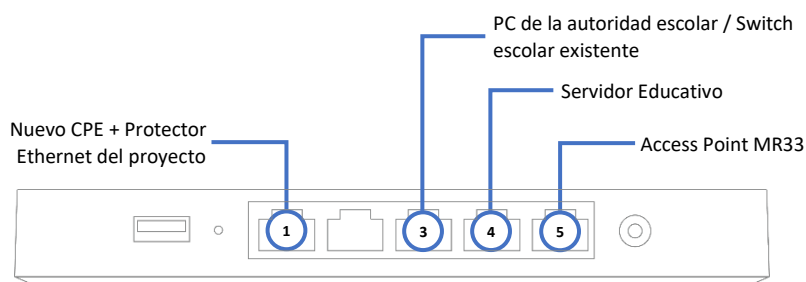 PC de la autoridad escolar / Switch
escolar existente
Servidor Educativo
Nuevo CPE + Protector
Ethernet del proyecto
Access Point MR33
1
3
4
5